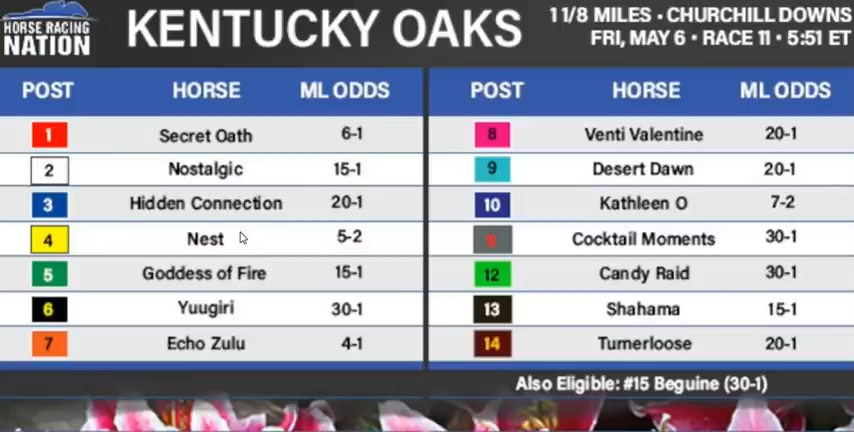 HORSE RACING
NATION
KENTUCKY OAKS
1 1/8 MILES • CHURCHILL DOWNS
FRI, MAY 6 • RACE 11 • 5:51 ET
POST HORSE ML ODDS
1 Secret Oath 6-1
2 Nostalgic 15-1
3 Hidden Connection 20-1
4 Nest 5-2
5 Goddess of Fire 15-1
6 Yuugiri 30-1
7 Echo Zulu 4-1
POST HORSE ML ODDS
8 Venti Valentine 20-1
9 Desert Dawn 20-1
10 Kathleen O 7-2
11 Cocktail Moments 30-1
12 Candy Raid 30-1
13 Shahama 15-1
14 Turnerloose 20-1
Also Eligible: #15 Beguine (30-1)